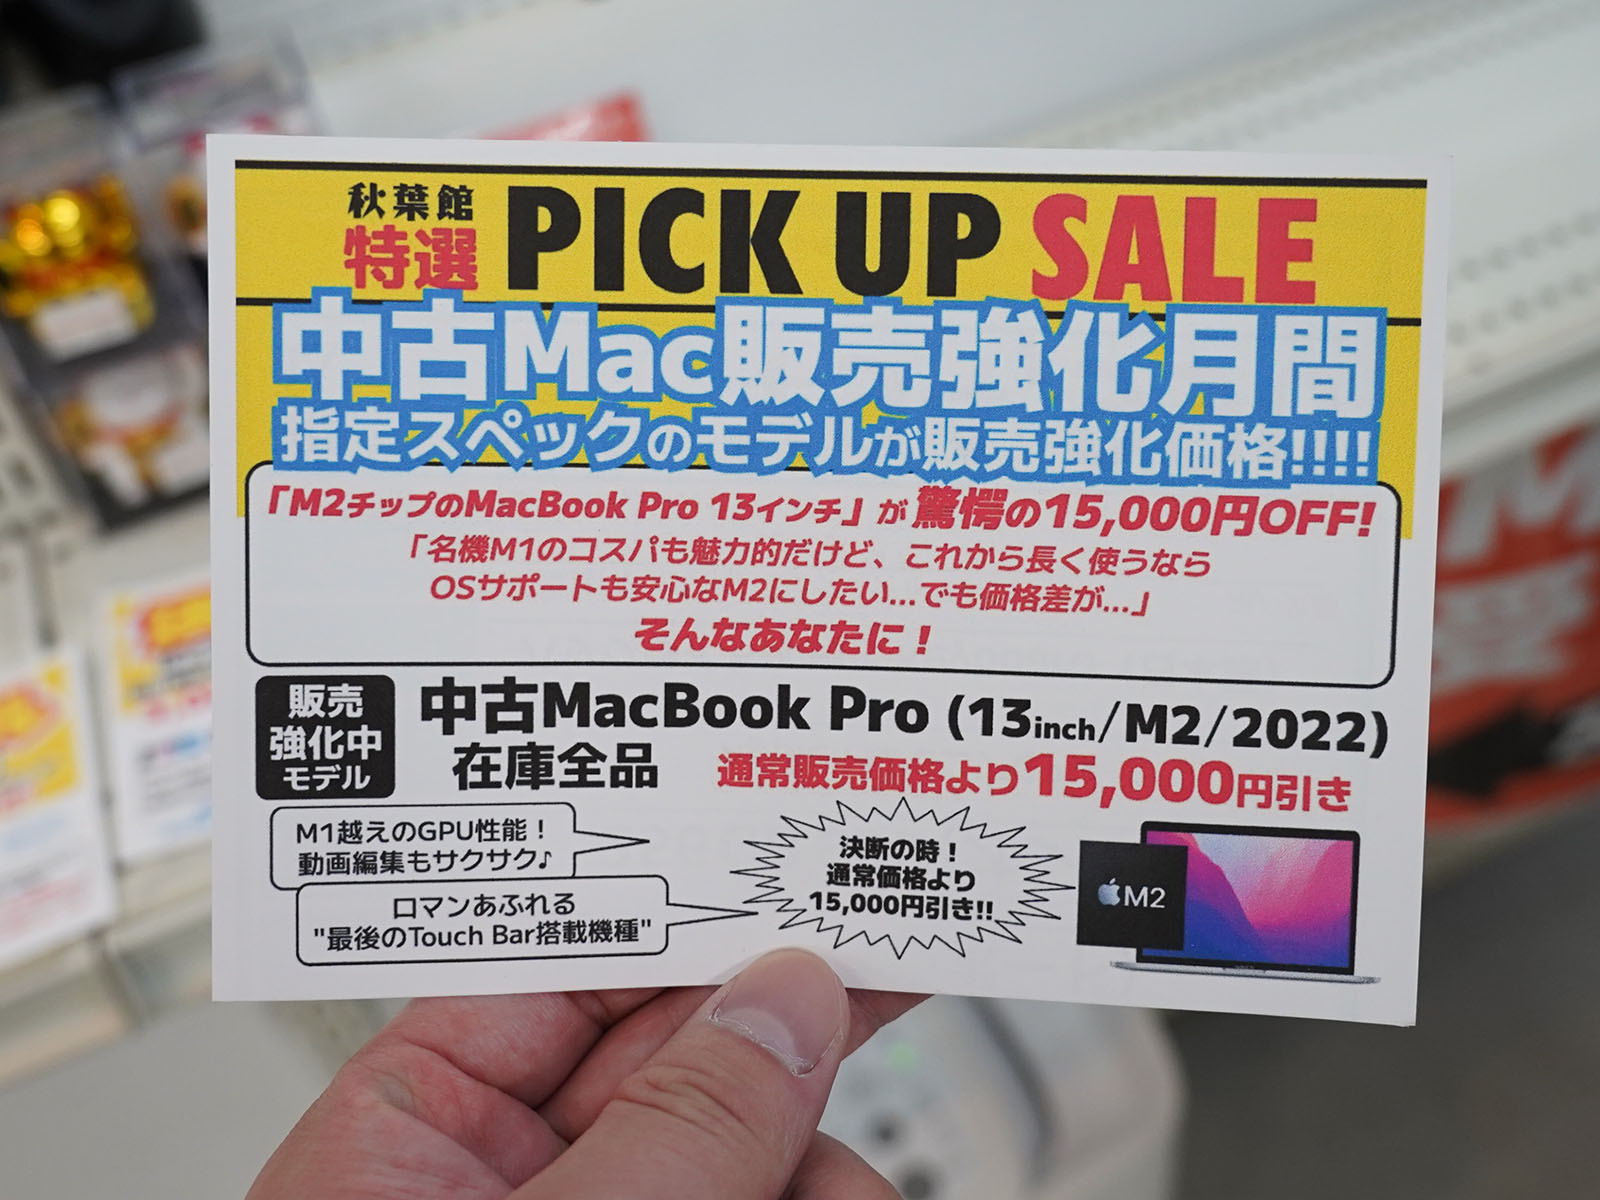 秋葉館
特選
PICK UP SALE
中古Mac販売強化月間
指定スペックのモデルが販売強化価格!!!!
「M2チップのMacBook Pro 13インチ」が驚愕の15,000円OFF!
「名機M1のコスパも魅力的だけど、これから長く使うなら
OSサポートも安心なM2にしたい...でも価格差が...」
そんなあなたに！
販売
強化中
モデル
中古MacBook Pro (13inch/M2/2022)
在庫全品
通常販売価格より15,000円引き
M1越えのGPU性能！
動画編集もサクサク♪
ロマンあふれる
"最後のTouch Bar搭載機種"
決断の時！
通常価格より
15,000円引き!!
M2